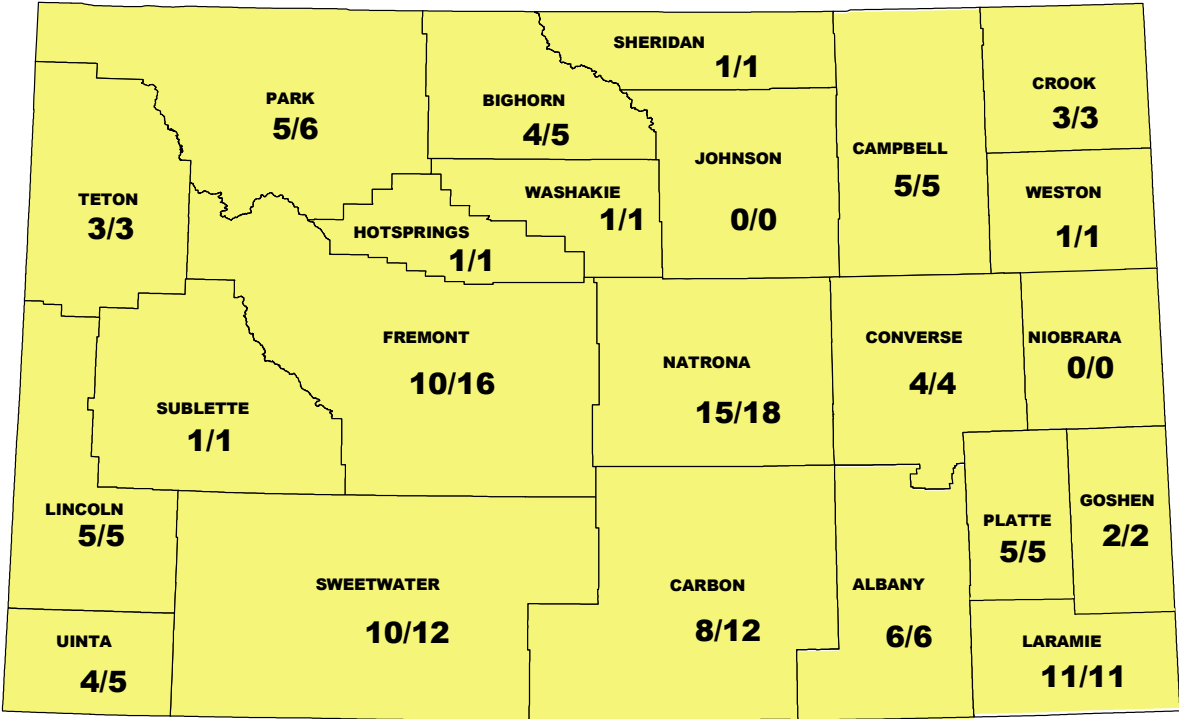 SHERIDAN
1/1
CROOK
3/3
PARK
5/6
BIGHORN
4/5
CAMPBELL
5/5
JOHNSON
0/0
TETON
3/3
WASHAKIE
1/1
WESTON
1/1
HOTSPRINGS
1/1
FREMONT
10/16
NATRONA
15/18
CONVERSE
4/4
NIOBRARA
0/0
SUBLETTE
1/1
LINCOLN
5/5
PLATTE
5/5
GOSHEN
2/2
SWEETWATER
10/12
CARBON
8/12
ALBANY
6/6
UINTA
4/5
LARAMIE
11/11